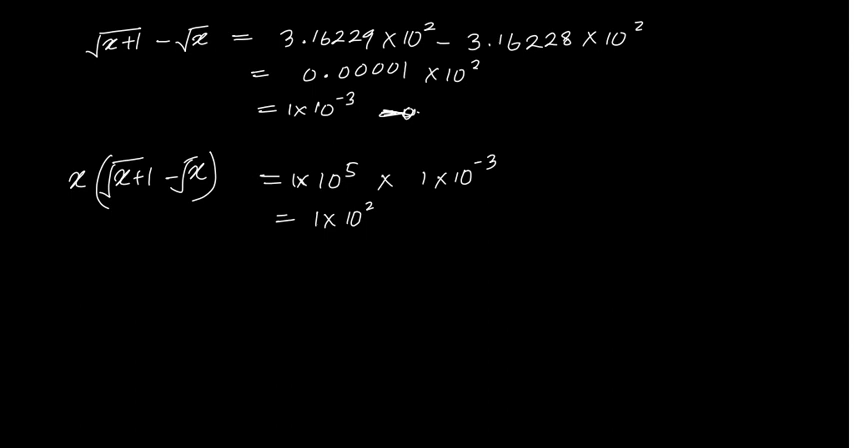 √(x+1) − √x = 3.16229 × 10² − 3.16228 × 10²
= 0.00001 × 10²
= 1 × 10⁻³
x(√(x+1) − √x) = 1 × 10⁵ × 1 × 10⁻³
= 1 × 10²